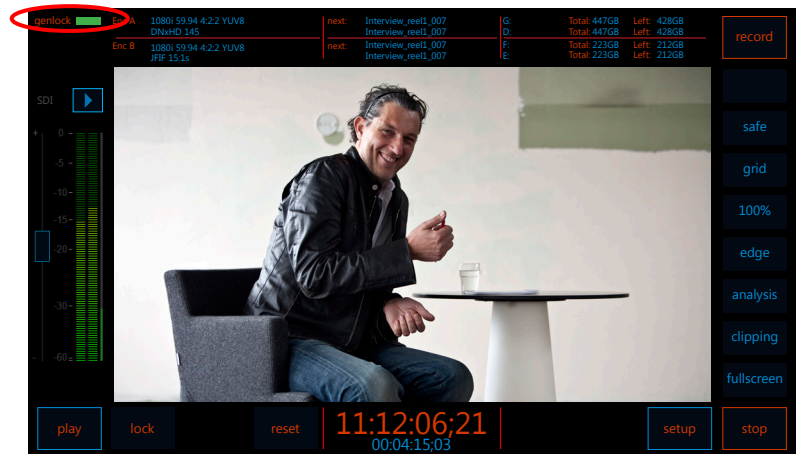 genlock
Enc A 1080i 59.94 4:2:2 YUV8 next: Interview_reel1_007 G: Total: 447GB Left: 428GB
DNxHD 145 Interview_reel1_007 D: Total: 447GB Left: 428GB
Enc B 1080i 59.94 4:2:2 YUV8 next: Interview_reel1_007 F: Total: 223GB Left: 212GB
JFIF 15:1s Interview_reel1_007 E: Total: 223GB Left: 212GB
record
SDI
safe
grid
100%
edge
analysis
clipping
fullscreen
+ 0 -
-5 -
-10 -
-15 -
-20 -
-30 -
- -60 -
play lock reset 11:12:06;21 setup stop
00:04:15;03